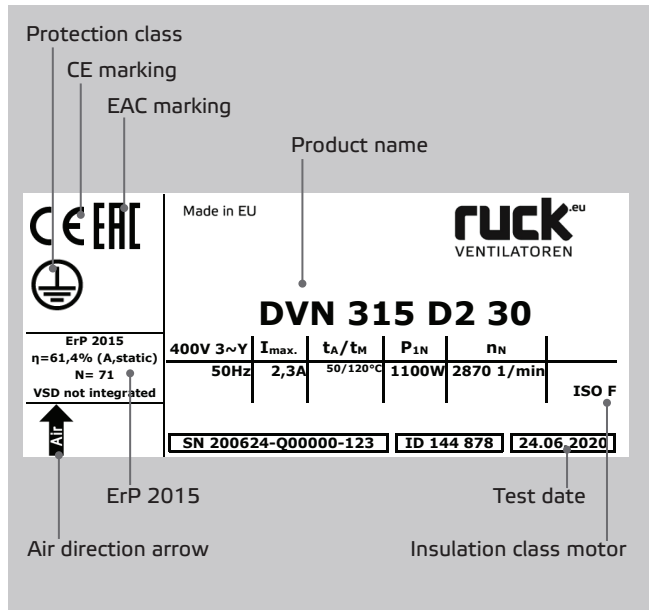 Protection class
CE marking
EAC marking
Product name
CE EAC
Made in EU
ruck.eu
VENTILATOREN
DVN 315 D2 30
ErP 2015
η=61,4% (A,static)
N= 71
VSD not integrated
400V 3~Y Imax. tA/tM P1N nN
50Hz 2,3A 50/120°C 1100W 2870 1/min
ISO F
Air
SN 200624-Q00000-123 ID 144 878 24.06.2020
ErP 2015
Test date
Air direction arrow
Insulation class motor